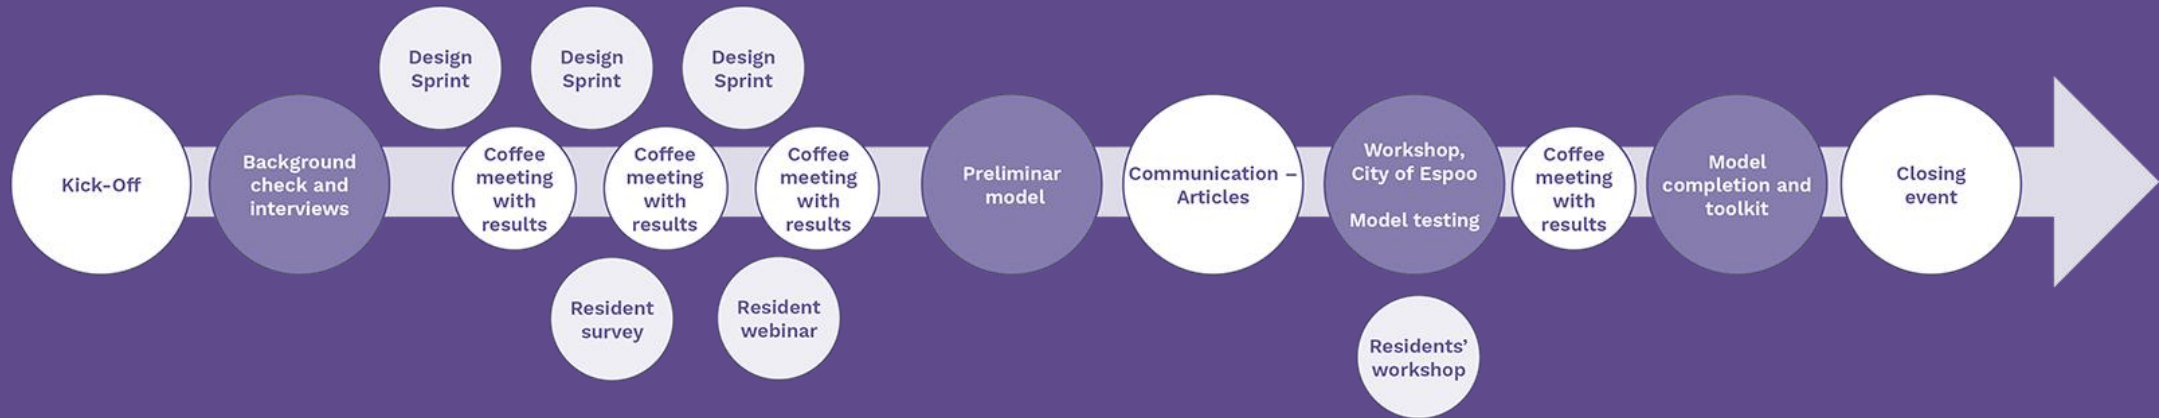 Kick-Off
Background
check and
interviews
Design
Sprint
Design
Sprint
Design
Sprint
Coffee
meeting
with
results
Coffee
meeting
with
results
Coffee
meeting
with
results
Resident
survey
Resident
webinar
Preliminar
model
Communication –
Articles
Workshop,
City of Espoo
Model testing
Residents’
workshop
Coffee
meeting
with
results
Model
completion and
toolkit
Closing
event